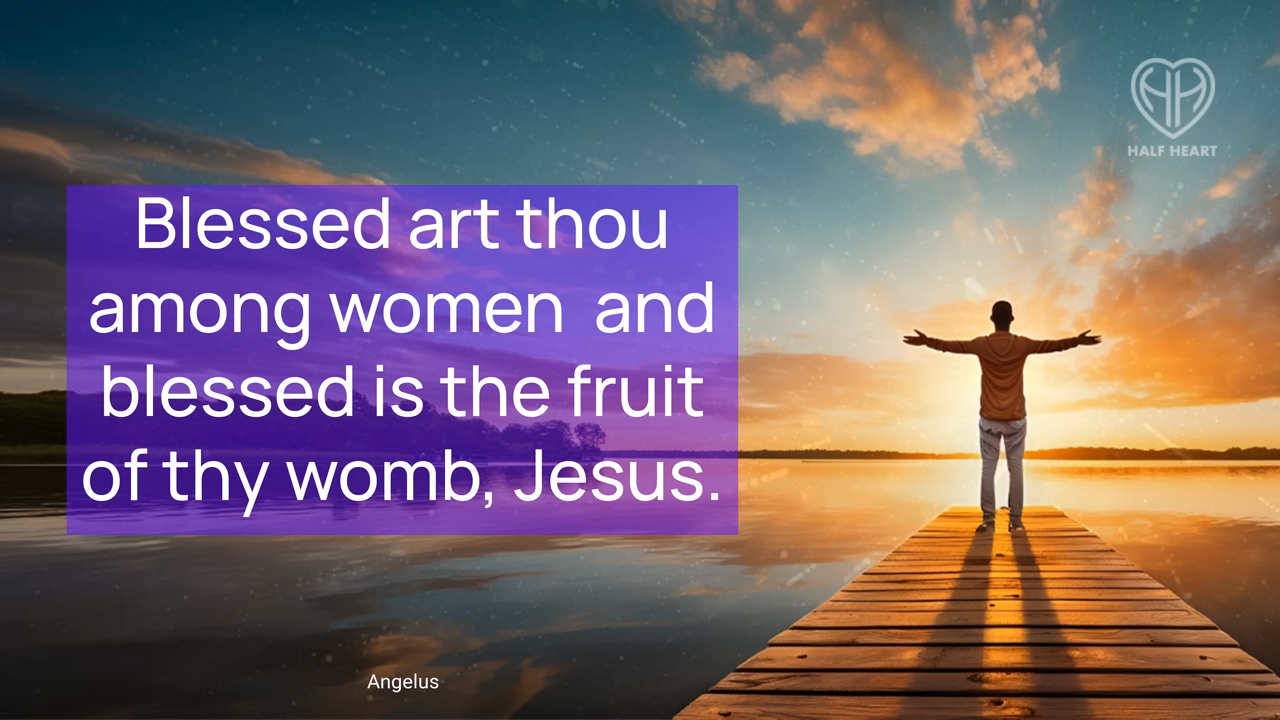 HALF HEART
Blessed art thou
among women  and
blessed is the fruit
of thy womb, Jesus.
Angelus